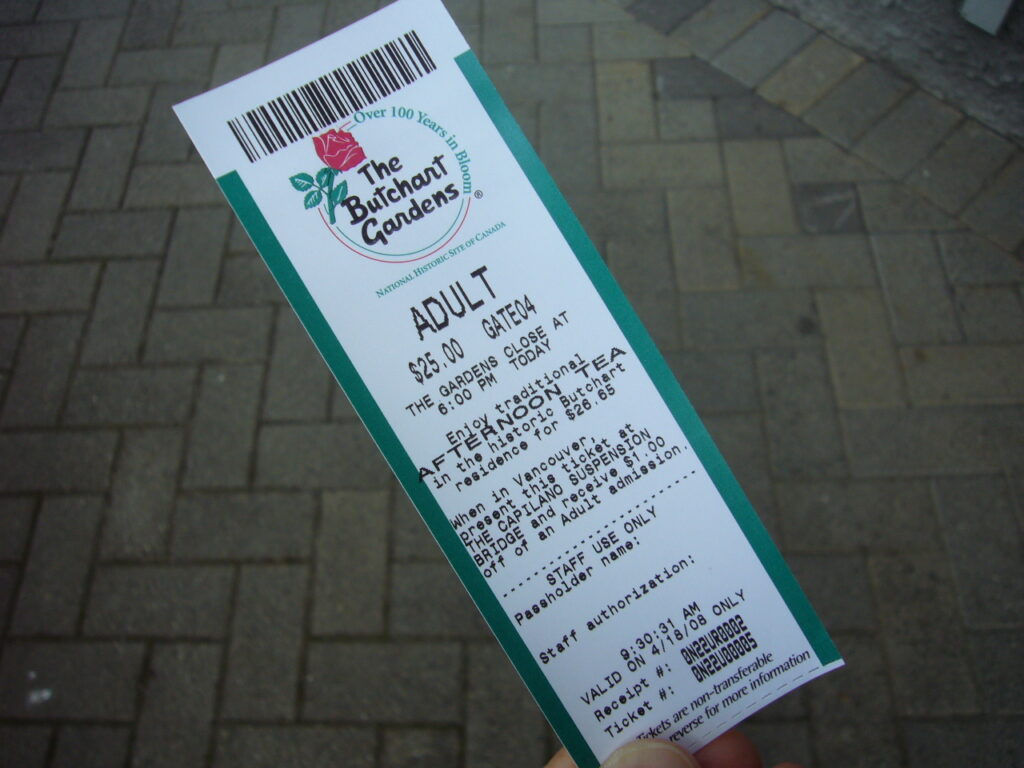 Over 100 Years in Bloom
The
Butchart
Gardens®
NATIONAL HISTORIC SITE OF CANADA
ADULT
$25.00 GATE04
THE GARDENS CLOSE AT
6:00 PM TODAY
Enjoy traditional
AFTERNOON TEA
in the historic Butchart
residence for $26.65
When in Vancouver,
present this ticket at
THE CAPILANO SUSPENSION
BRIDGE and receive $1.00
off of an Adult admission.
STAFF USE ONLY
Passholder name:
Staff authorization:
9:30:31 AM
VALID ON 4/18/08 ONLY
Receipt #: BN22UR0002
Ticket #: BN22U00005
Tickets are non-transferable
reverse for more information